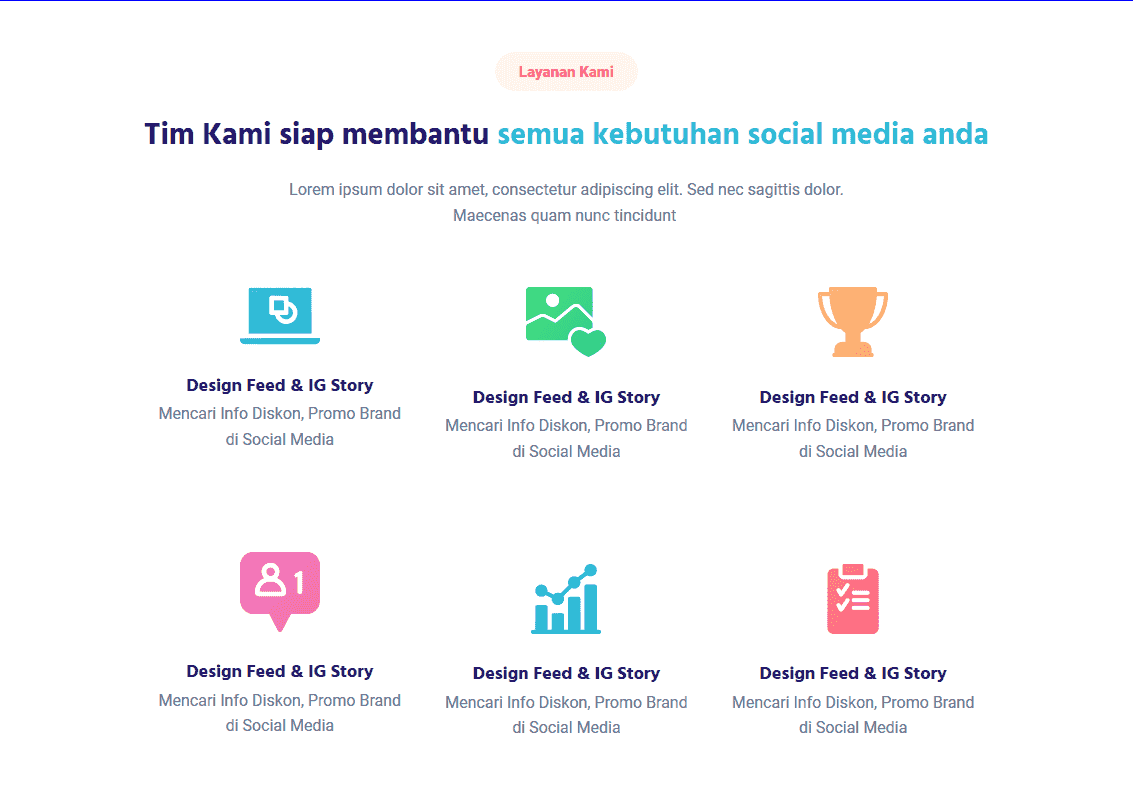 Layanan Kami
Tim Kami siap membantu semua kebutuhan social media anda
Lorem ipsum dolor sit amet, consectetur adipiscing elit. Sed nec sagittis dolor.
Maecenas quam nunc tincidunt
Design Feed & IG Story
Mencari Info Diskon, Promo Brand
di Social Media
Design Feed & IG Story
Mencari Info Diskon, Promo Brand
di Social Media
Design Feed & IG Story
Mencari Info Diskon, Promo Brand
di Social Media
1
Design Feed & IG Story
Mencari Info Diskon, Promo Brand
di Social Media
Design Feed & IG Story
Mencari Info Diskon, Promo Brand
di Social Media
Design Feed & IG Story
Mencari Info Diskon, Promo Brand
di Social Media